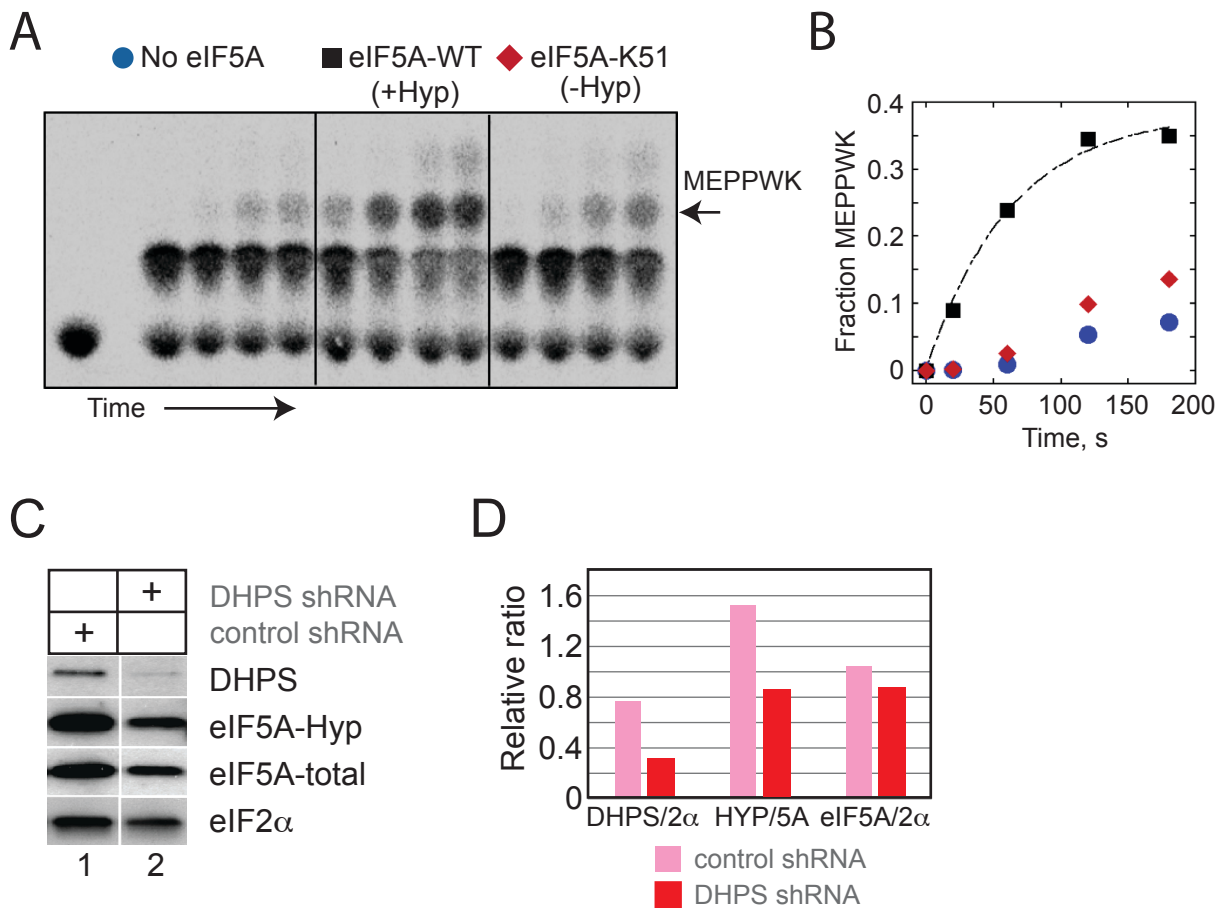 A
No eIF5A
eIF5A-WT
(+Hyp)
eIF5A-K51
(-Hyp)
MEPPWK
Time
B
Fraction MEPPWK
0.4
0.3
0.2
0.1
0
0
50
100
150
200
Time, s
C
+
DHPS shRNA
+
control shRNA
DHPS
eIF5A-Hyp
eIF5A-total
eIF2α
1
2
D
Relative ratio
1.6
1.2
0.8
0.4
0
DHPS/2α
HYP/5A
eIF5A/2α
control shRNA
DHPS shRNA